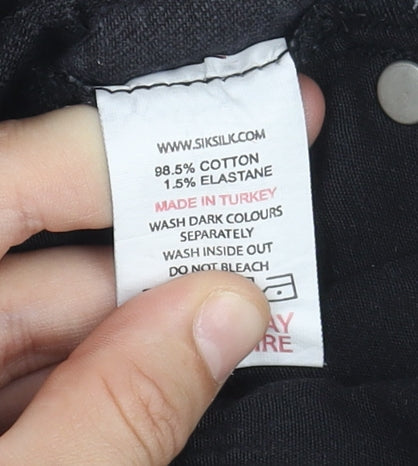 WWW.SIKSILK.COM
98.5% COTTON
1.5% ELASTANE
MADE IN TURKEY
WASH DARK COLOURS
SEPARATELY
WASH INSIDE OUT
DO NOT BLEACH